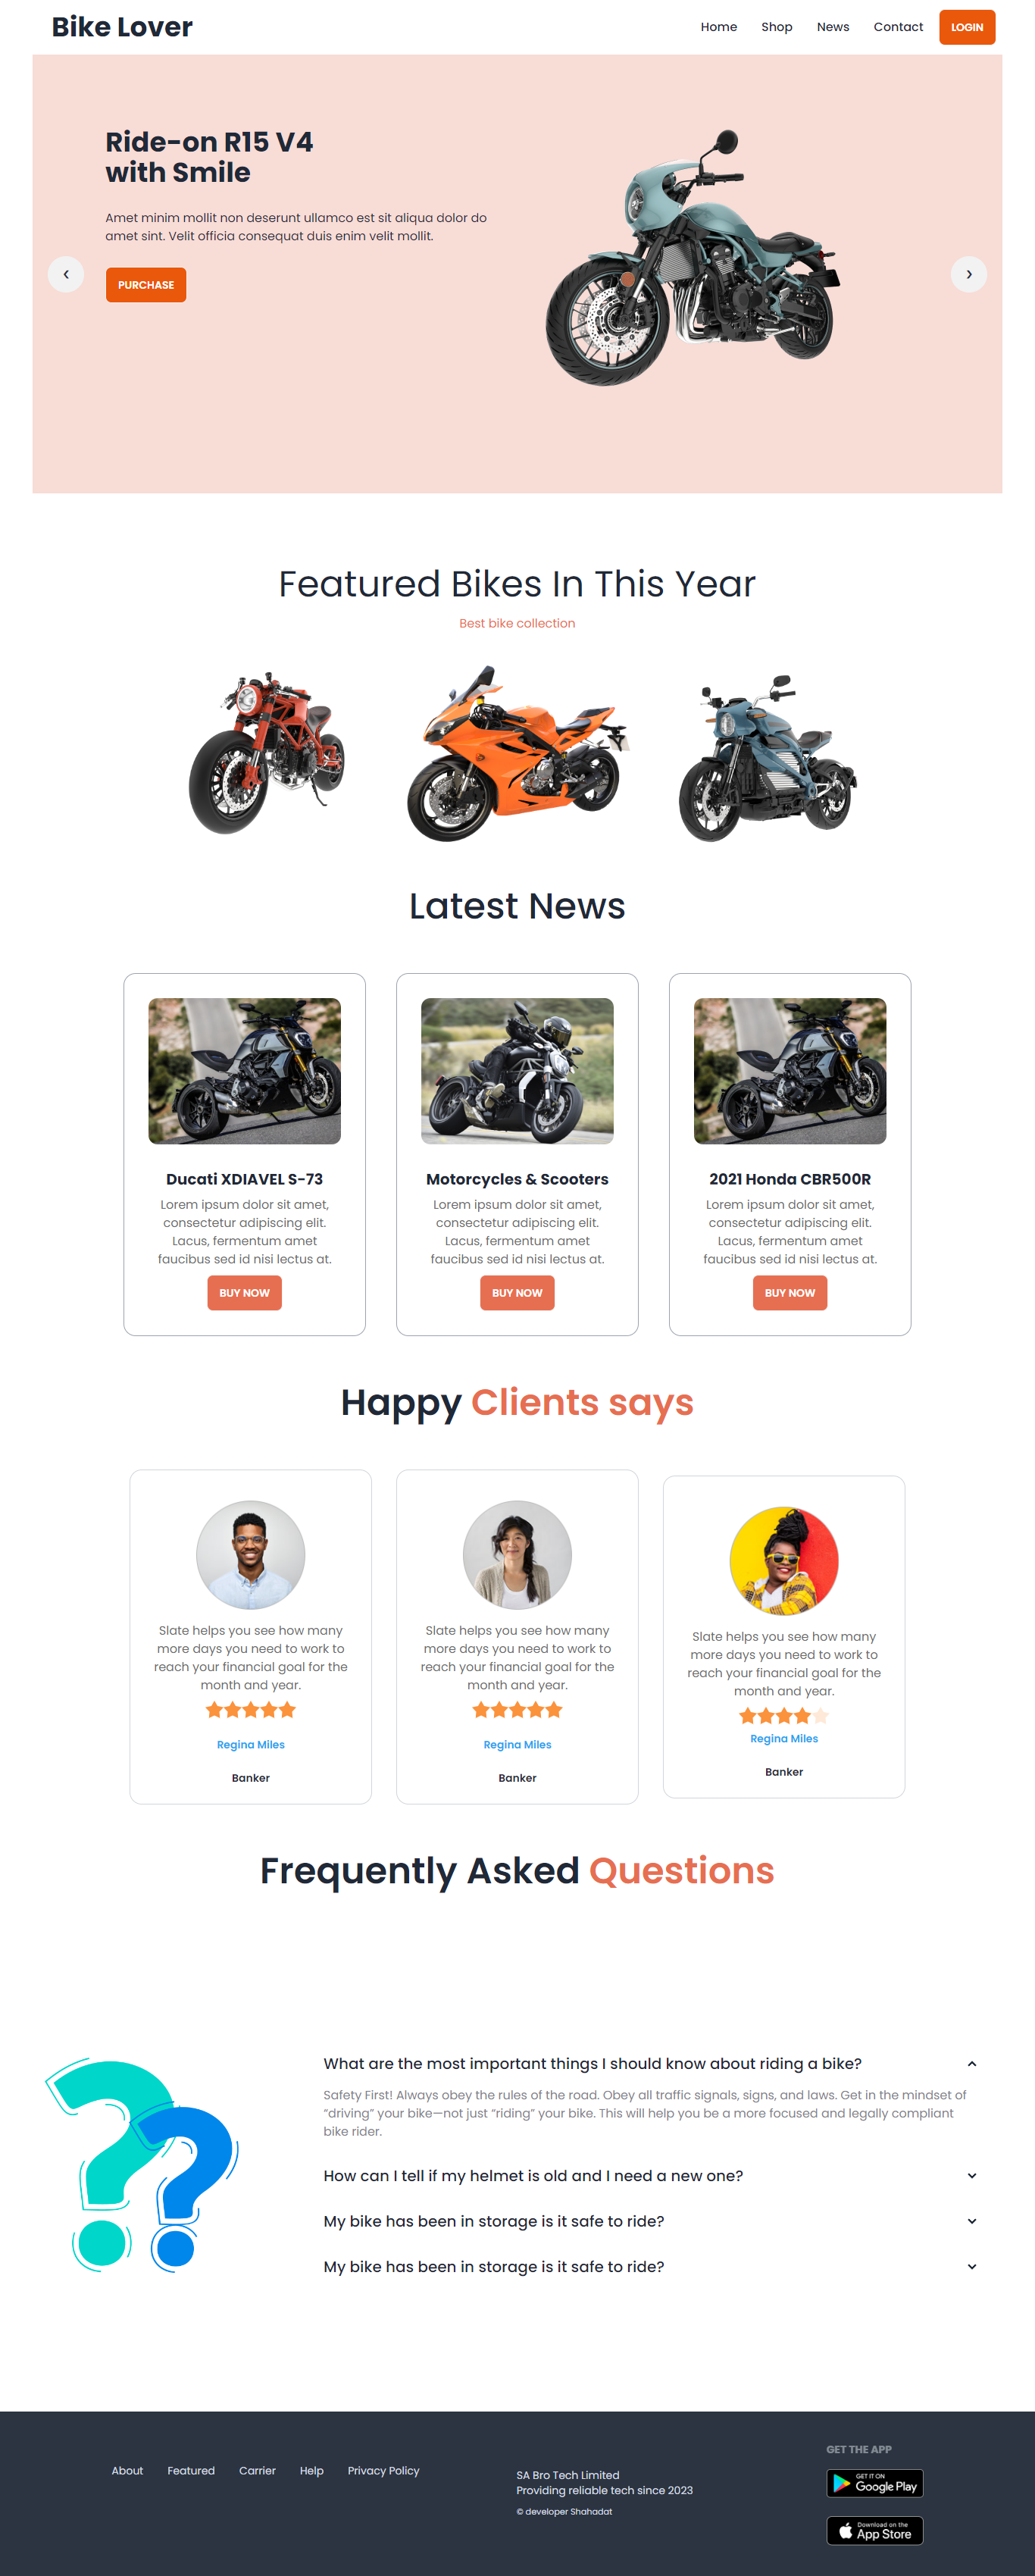 Bike Lover
Home Shop News Contact LOGIN
Ride-on R15 V4
with Smile
Amet minim mollit non deserunt ullamco est sit aliqua dolor do
amet sint. Velit officia consequat duis enim velit mollit.
PURCHASE
Featured Bikes In This Year
Best bike collection
Latest News
Ducati XDIAVEL S-73
Lorem ipsum dolor sit amet,
consectetur adipiscing elit.
Lacus, fermentum amet
faucibus sed id nisi lectus at.
BUY NOW
Motorcycles & Scooters
Lorem ipsum dolor sit amet,
consectetur adipiscing elit.
Lacus, fermentum amet
faucibus sed id nisi lectus at.
BUY NOW
2021 Honda CBR500R
Lorem ipsum dolor sit amet,
consectetur adipiscing elit.
Lacus, fermentum amet
faucibus sed id nisi lectus at.
BUY NOW
Happy Clients says
Slate helps you see how many
more days you need to work to
reach your financial goal for the
month and year.
Regina Miles
Banker
Slate helps you see how many
more days you need to work to
reach your financial goal for the
month and year.
Regina Miles
Banker
Slate helps you see how many
more days you need to work to
reach your financial goal for the
month and year.
Regina Miles
Banker
Frequently Asked Questions
What are the most important things I should know about riding a bike?
Safety First! Always obey the rules of the road. Obey all traffic signals, signs, and laws. Get in the mindset of
“driving” your bike—not just “riding” your bike. This will help you be a more focused and legally compliant
bike rider.
How can I tell if my helmet is old and I need a new one?
My bike has been in storage is it safe to ride?
My bike has been in storage is it safe to ride?
About Featured Carrier Help Privacy Policy
SA Bro Tech Limited
Providing reliable tech since 2023
© developer Shahadat
GET THE APP
GET IT ON
Google Play
Download on the
App Store